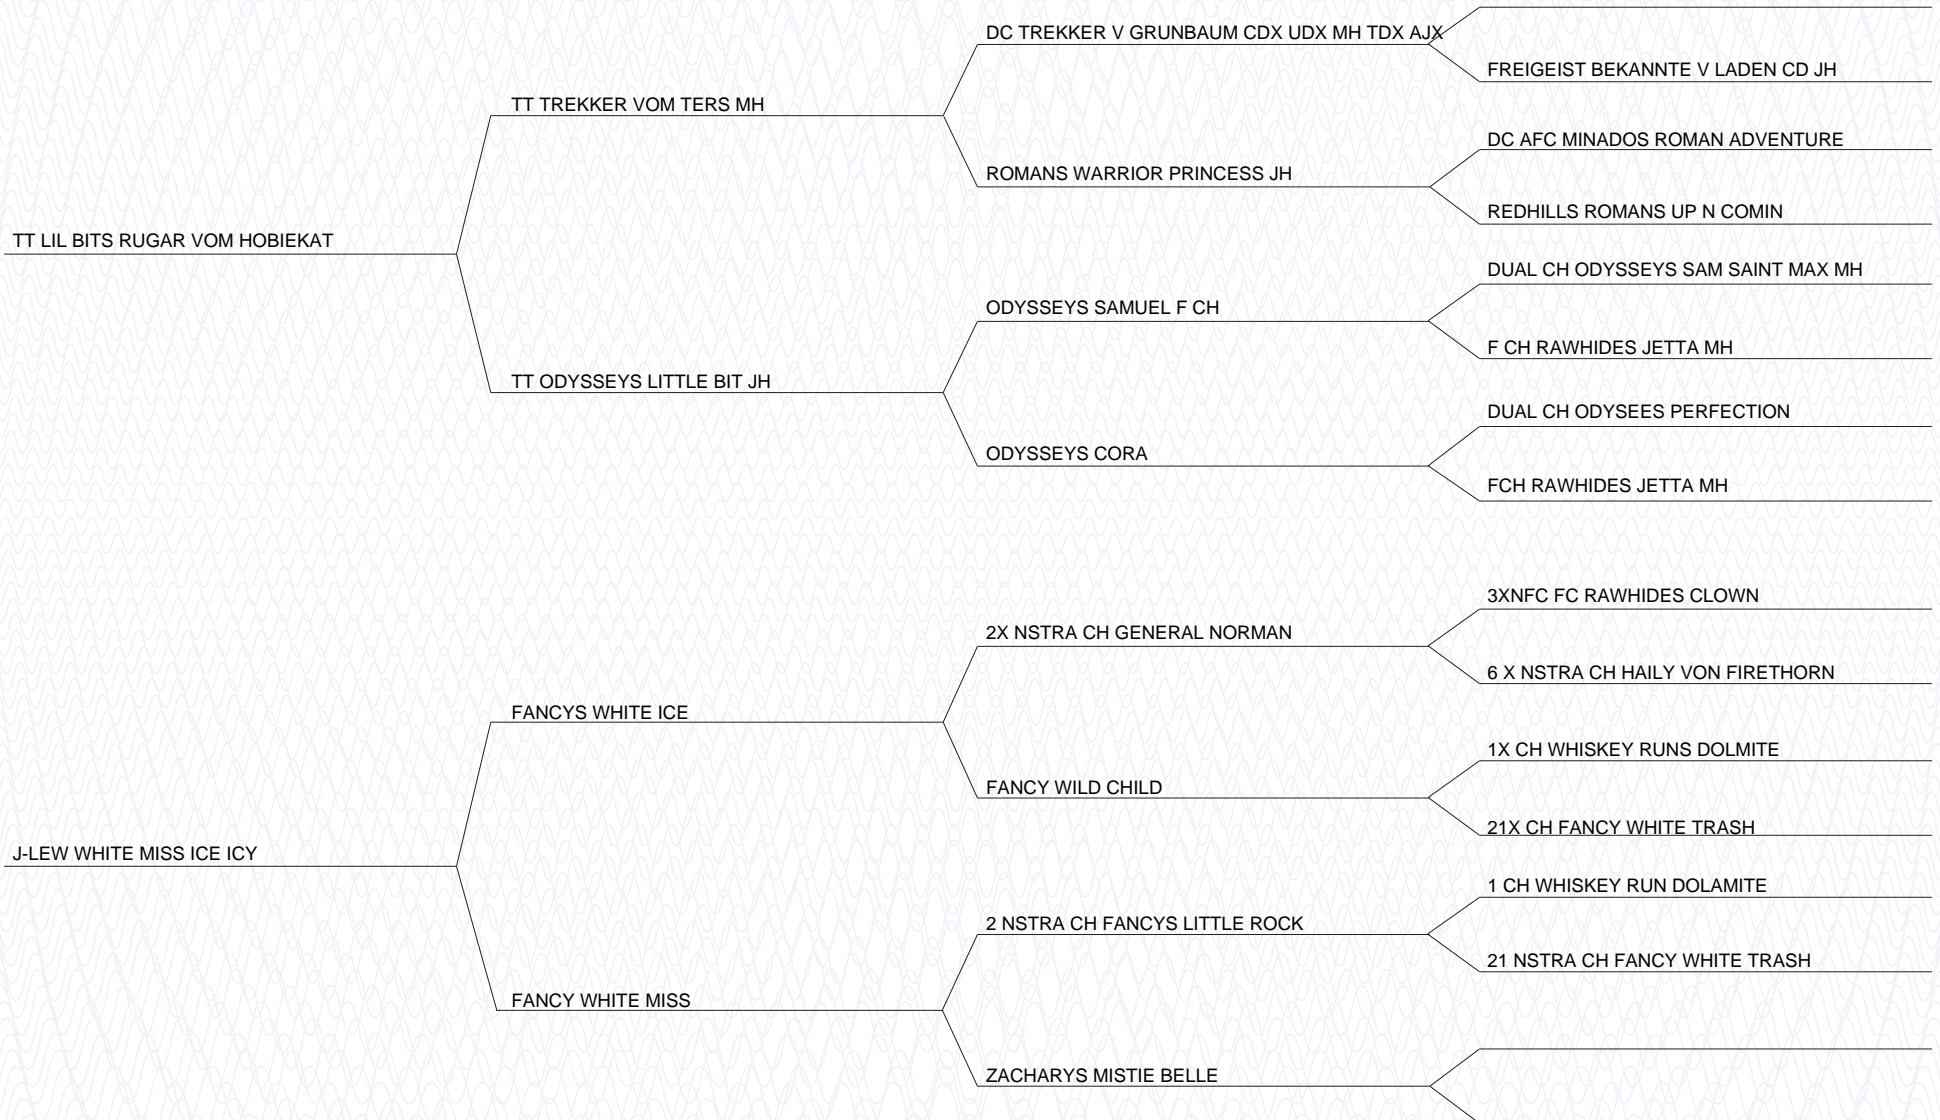 DC TREKKER V GRUNBAUM CDX UDX MH TDX AJX
FREIGEIST BEKANNTE V LADEN CD JH
TT TREKKER VOM TERS MH
DC AFC MINADOS ROMAN ADVENTURE
ROMANS WARRIOR PRINCESS JH
REDHILLS ROMANS UP N COMIN
TT LIL BITS RUGAR VOM HOBIEKAT
DUAL CH ODYSSEYS SAM SAINT MAX MH
ODYSSEYS SAMUEL F CH
F CH RAWHIDES JETTA MH
TT ODYSSEYS LITTLE BIT JH
DUAL CH ODYSEES PERFECTION
ODYSSEYS CORA
FCH RAWHIDES JETTA MH
3XNFC FC RAWHIDES CLOWN
2X NSTRA CH GENERAL NORMAN
6 X NSTRA CH HAILY VON FIRETHORN
FANCYS WHITE ICE
1X CH WHISKEY RUNS DOLMITE
FANCY WILD CHILD
21X CH FANCY WHITE TRASH
J-LEW WHITE MISS ICE ICY
1 CH WHISKEY RUN DOLAMITE
2 NSTRA CH FANCYS LITTLE ROCK
21 NSTRA CH FANCY WHITE TRASH
FANCY WHITE MISS
ZACHARYS MISTIE BELLE